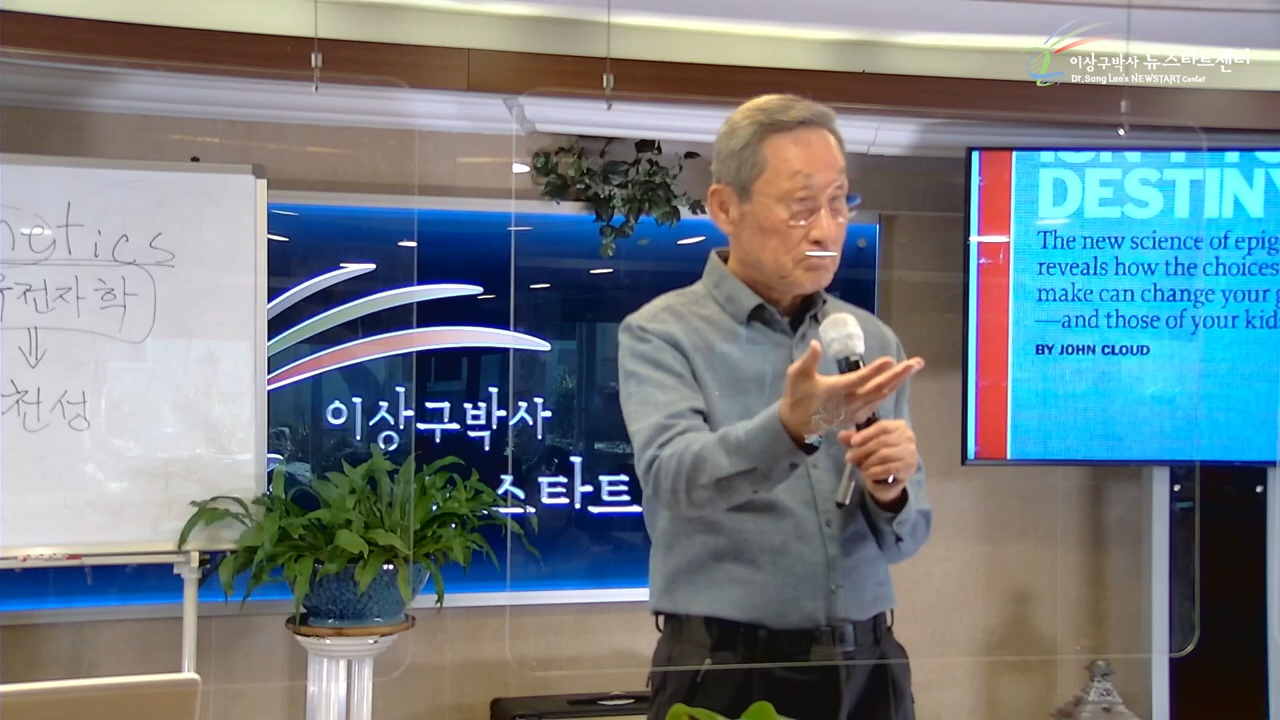 이상구박사 뉴스타트센터
Dr. Sang Lee's NEWSTART Center
netics
유전자학
⇓
천성
이상구박사
스타트
DESTINY
The new science of epig
reveals how the choices
make can change your
—and those of your kid
BY JOHN CLOUD